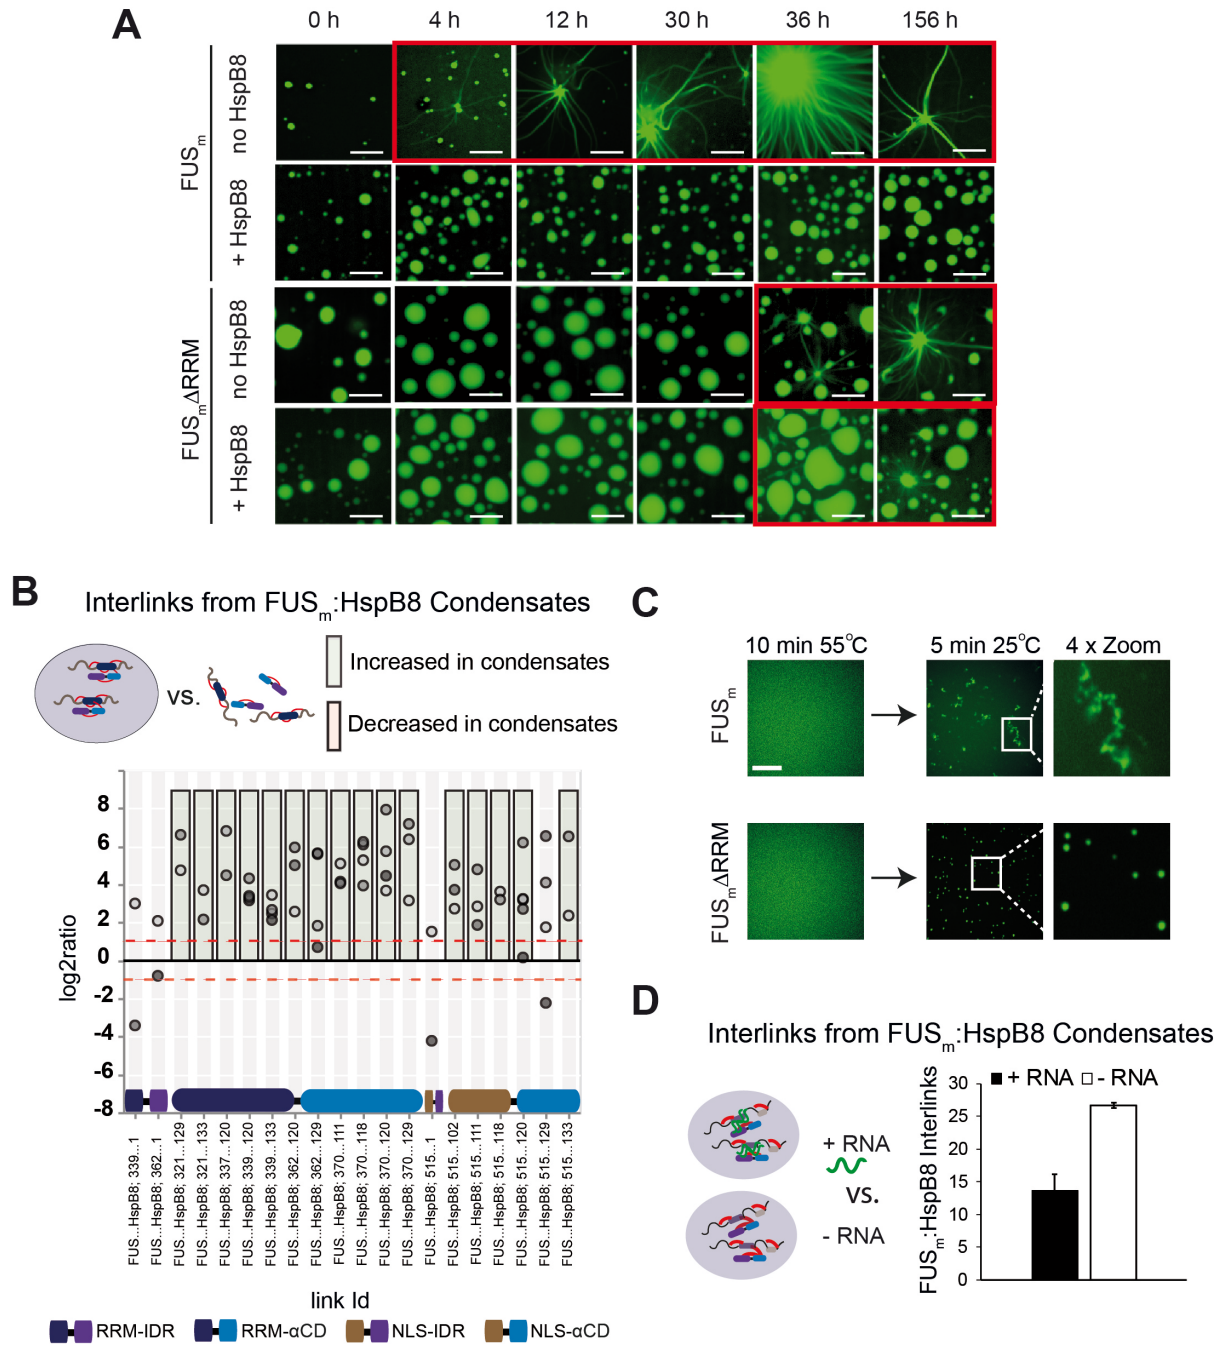 A
0 h 4 h 12 h 30 h 36 h 156 h
FUSm
no HspB8
+ HspB8
FUSmΔRRM
no HspB8
+ HspB8
B
Interlinks from FUSm:HspB8 Condensates
vs.
Increased in condensates
Decreased in condensates
log2ratio
8
6
4
2
0
-2
-4
-6
-8
FUS...HspB8; 339...1
FUS...HspB8; 362...1
FUS...HspB8; 321...129
FUS...HspB8; 321...133
FUS...HspB8; 337...120
FUS...HspB8; 339...120
FUS...HspB8; 339...133
FUS...HspB8; 362...120
FUS...HspB8; 362...129
FUS...HspB8; 370...111
FUS...HspB8; 370...118
FUS...HspB8; 370...120
FUS...HspB8; 370...129
FUS...HspB8; 515...1
FUS...HspB8; 515...102
FUS...HspB8; 515...111
FUS...HspB8; 515...118
FUS...HspB8; 515...120
FUS...HspB8; 515...129
FUS...HspB8; 515...133
link Id
RRM-IDR RRM-αCD NLS-IDR NLS-αCD
C
10 min 55°C 5 min 25°C 4 x Zoom
FUSm
FUSmΔRRM
D
Interlinks from FUSm:HspB8 Condensates
+ RNA
vs.
- RNA
FUSm:HspB8 Interlinks
+ RNA - RNA
30
25
20
15
10
5
0